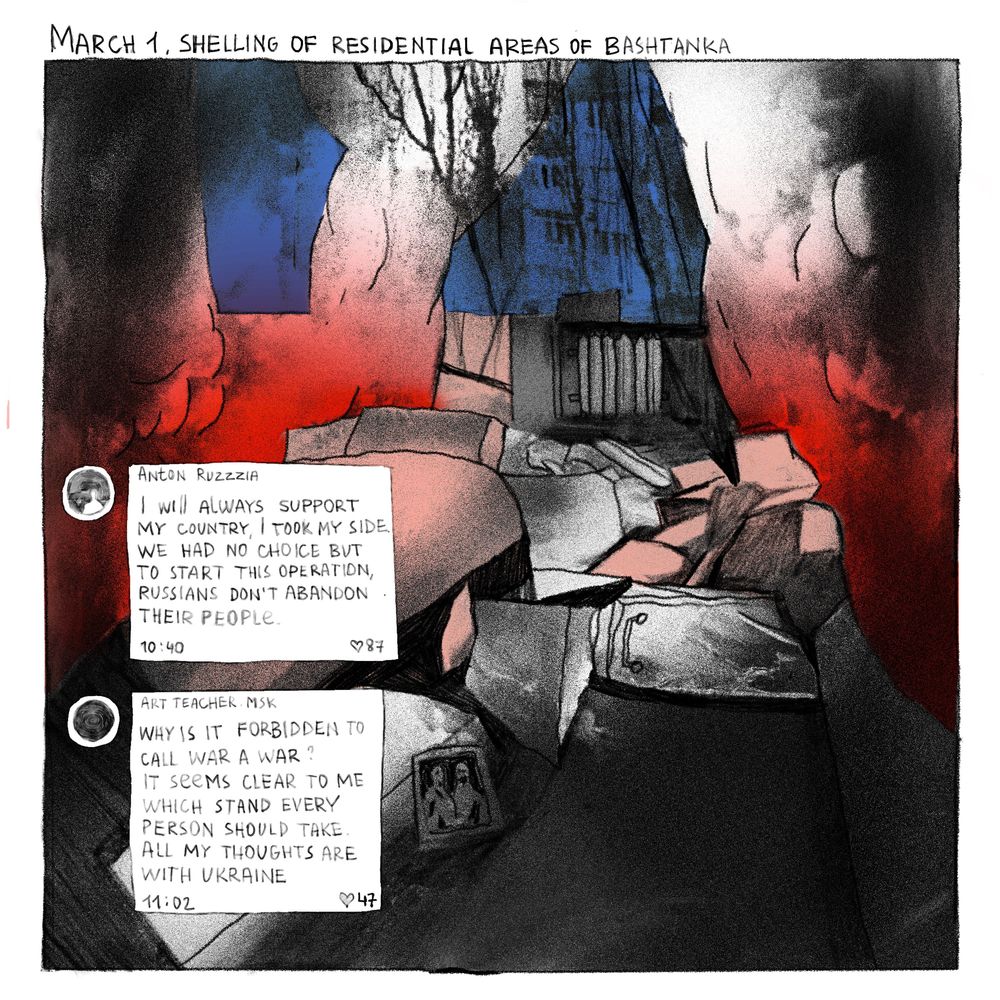 MARCH 1, SHELLING OF RESIDENTIAL AREAS OF BASHTANKA
ANTON RUZZZIA
I WIll ALWAYS SUPPORT
MY COUNTRY, I TOOK MY SIDE.
WE HAD NO CHOICE BUT
TO START THIS OPERATION,
RUSSIANS DON'T ABANDON
THEIR PEOPLe.
10:40 ♡87
ART TEACHER. MSK
WHY IS IT FORBIDDEN TO
CALL WAR A WAR?
IT SeeMS CLEAR TO ME
WHICH STAND EVERY
PERSON SHOULD TAKE.
ALL MY THOUGHTS ARE
WITH UKRAINE
11:02 ♡47